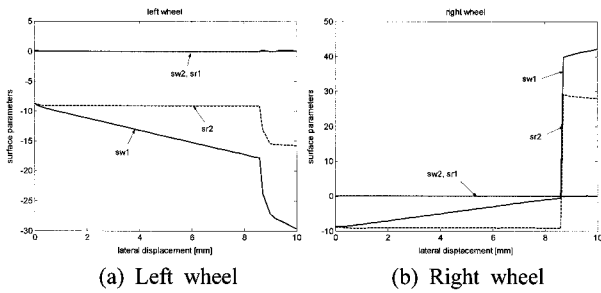 left wheel
5
0
-5
-10
-15
-20
-25
-30
0
2
4
6
8
10
surface parameters
lateral displacement [mm]
sw2, sr1
sr2
sw1
(a) Left wheel
right wheel
50
40
30
20
10
0
-10
0
2
4
6
8
10
surface parameters
lateral displacement [mm]
sw1
sr2
sw2, sr1
(b) Right wheel